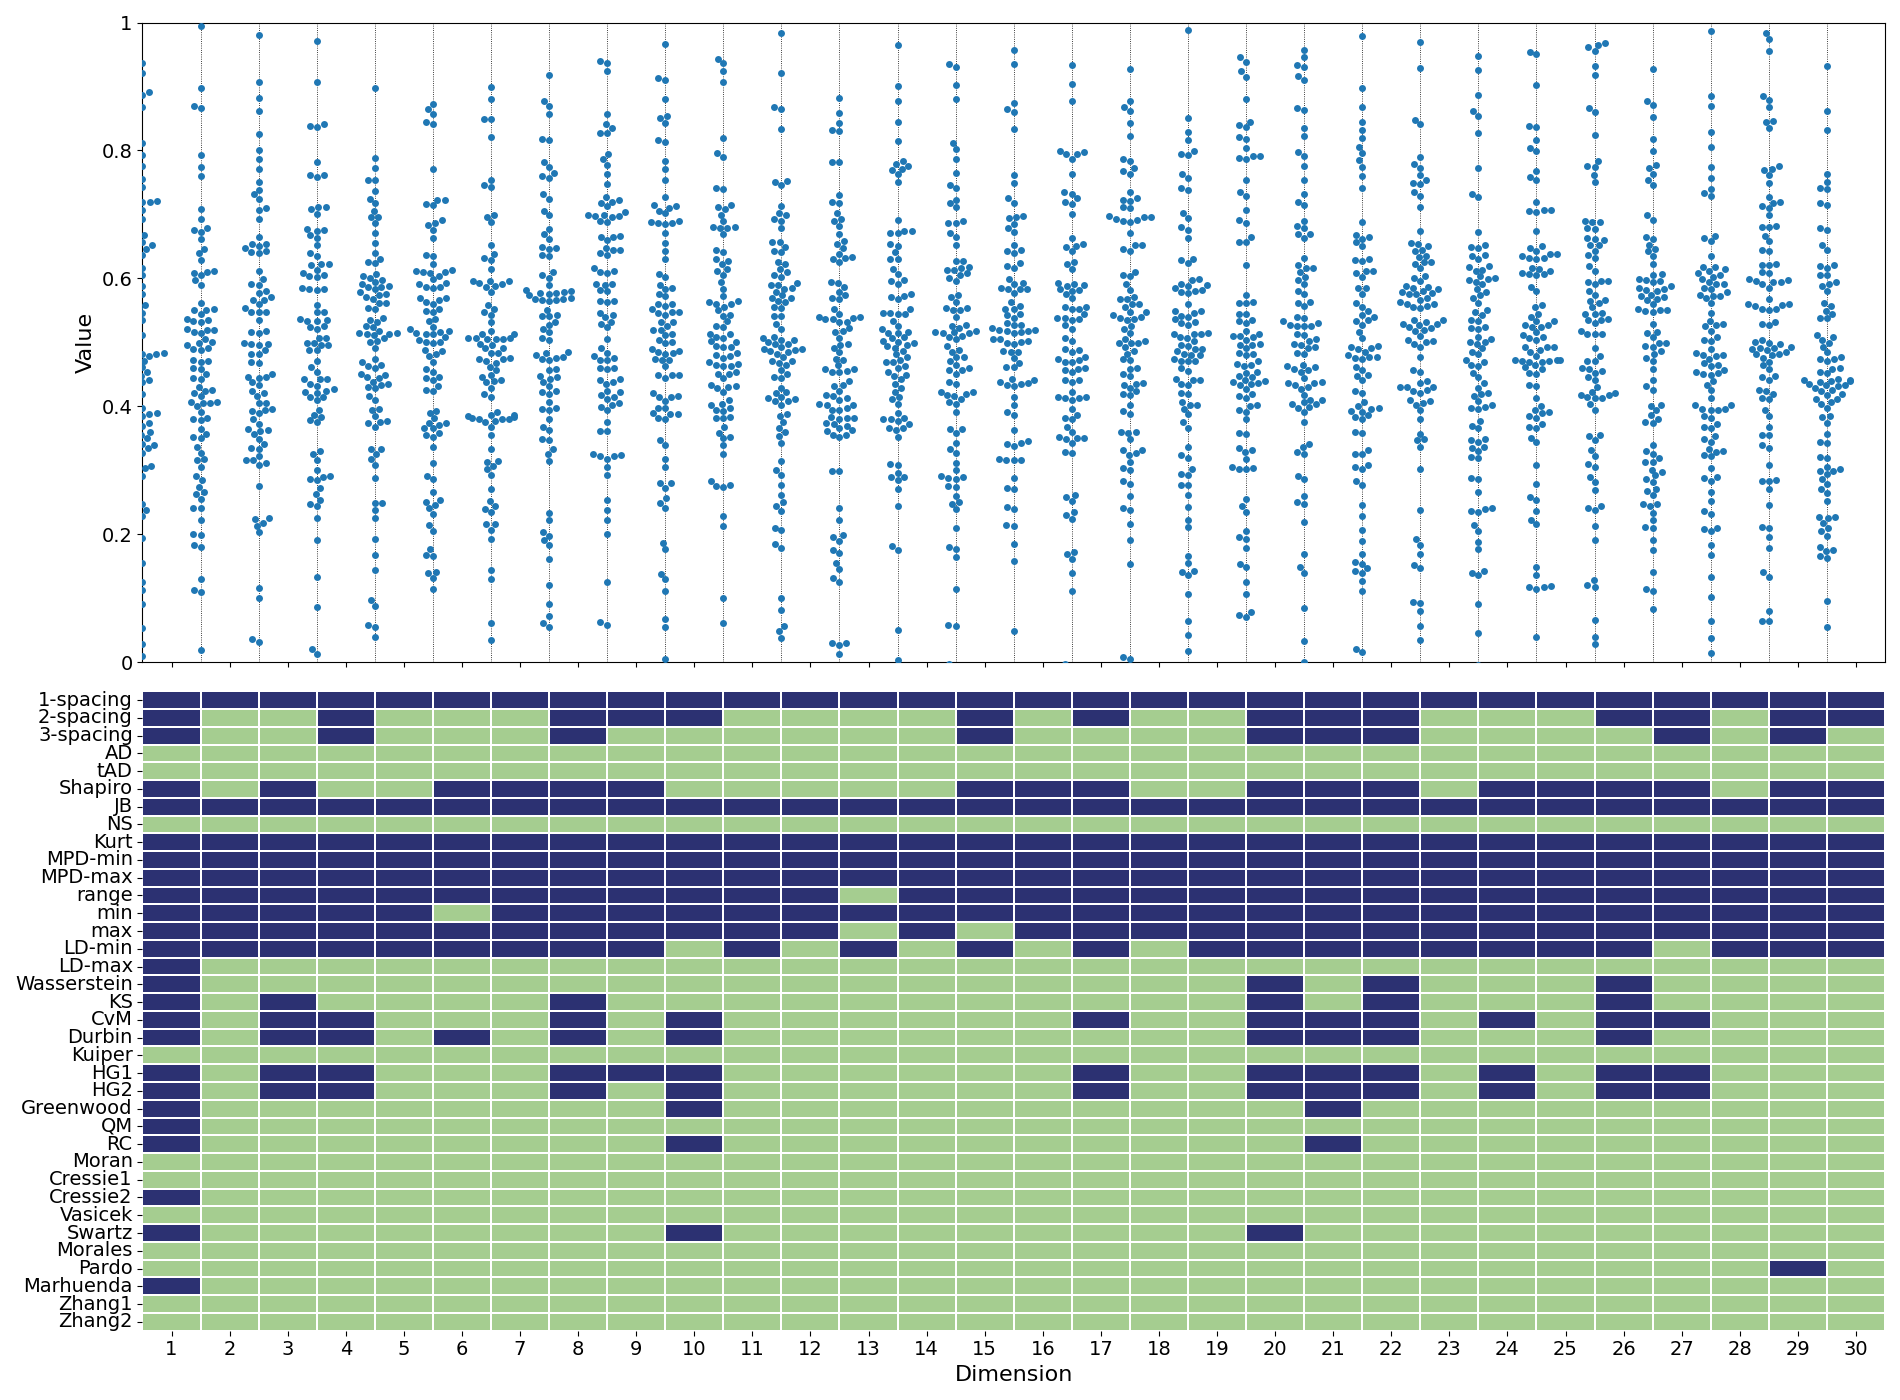 Value
1
0.8
0.6
0.4
0.2
0
1-spacing
2-spacing
3-spacing
AD
tAD
Shapiro
JB
NS
Kurt
MPD-min
MPD-max
range
min
max
LD-min
LD-max
Wasserstein
KS
CvM
Durbin
Kuiper
HG1
HG2
Greenwood
QM
RC
Moran
Cressie1
Cressie2
Vasicek
Swartz
Morales
Pardo
Marhuenda
Zhang1
Zhang2
1 2 3 4 5 6 7 8 9 10 11 12 13 14 15 16 17 18 19 20 21 22 23 24 25 26 27 28 29 30
Dimension